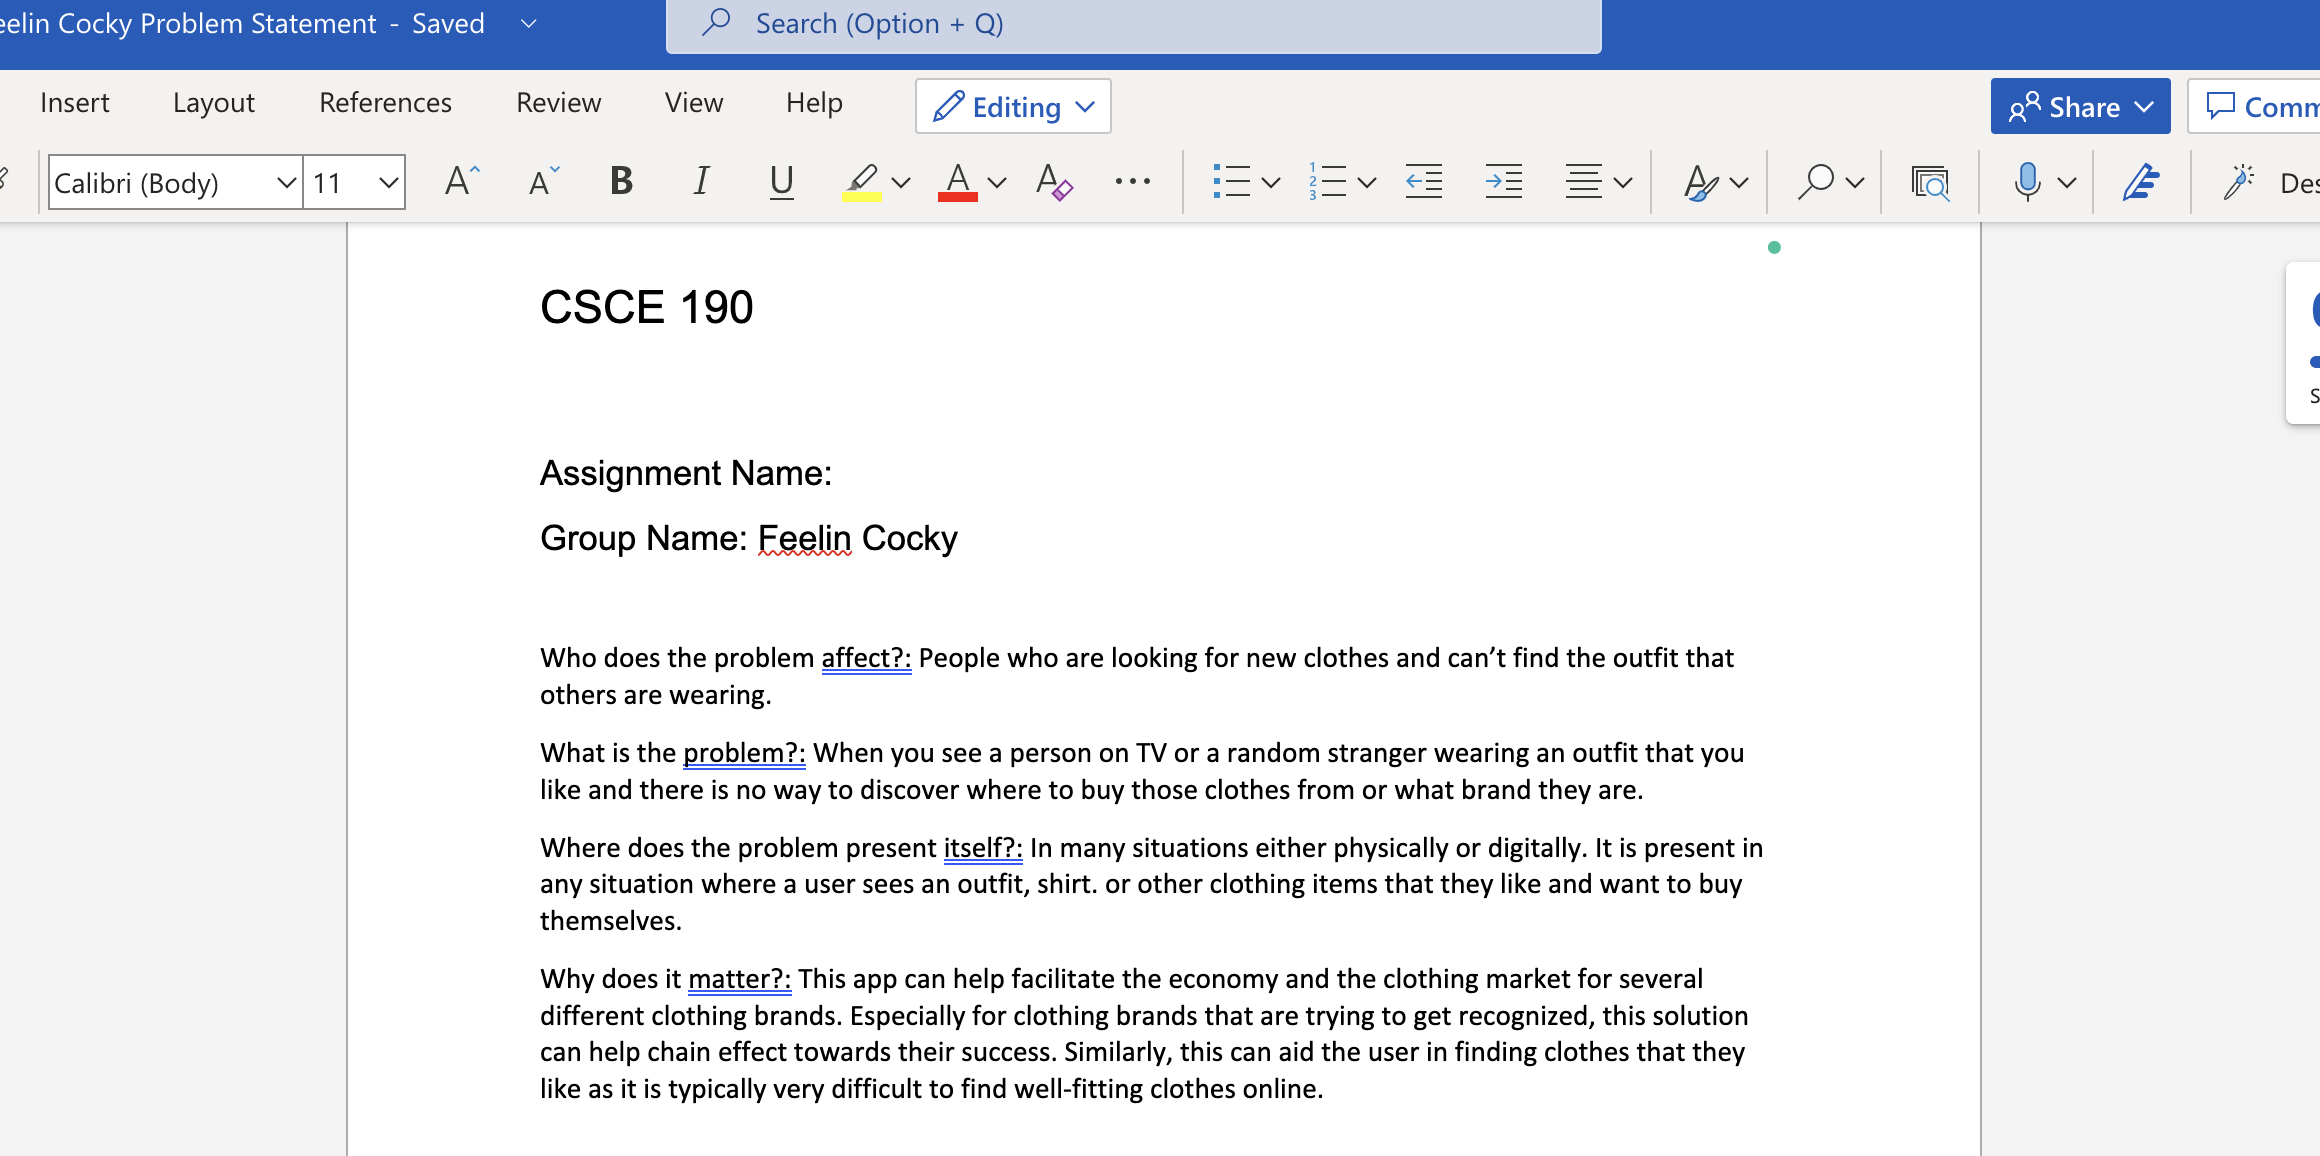 eelin Cocky Problem Statement - Saved
Search (Option + Q)
Insert Layout References Review View Help Editing Share Comm
Calibri (Body) 11 A A B I U A A ... A Des
CSCE 190
Assignment Name:
Group Name: Feelin Cocky
Who does the problem affect?: People who are looking for new clothes and can't find the outfit that
others are wearing.
What is the problem?: When you see a person on TV or a random stranger wearing an outfit that you
like and there is no way to discover where to buy those clothes from or what brand they are.
Where does the problem present itself?: In many situations either physically or digitally. It is present in
any situation where a user sees an outfit, shirt. or other clothing items that they like and want to buy
themselves.
Why does it matter?: This app can help facilitate the economy and the clothing market for several
different clothing brands. Especially for clothing brands that are trying to get recognized, this solution
can help chain effect towards their success. Similarly, this can aid the user in finding clothes that they
like as it is typically very difficult to find well-fitting clothes online.